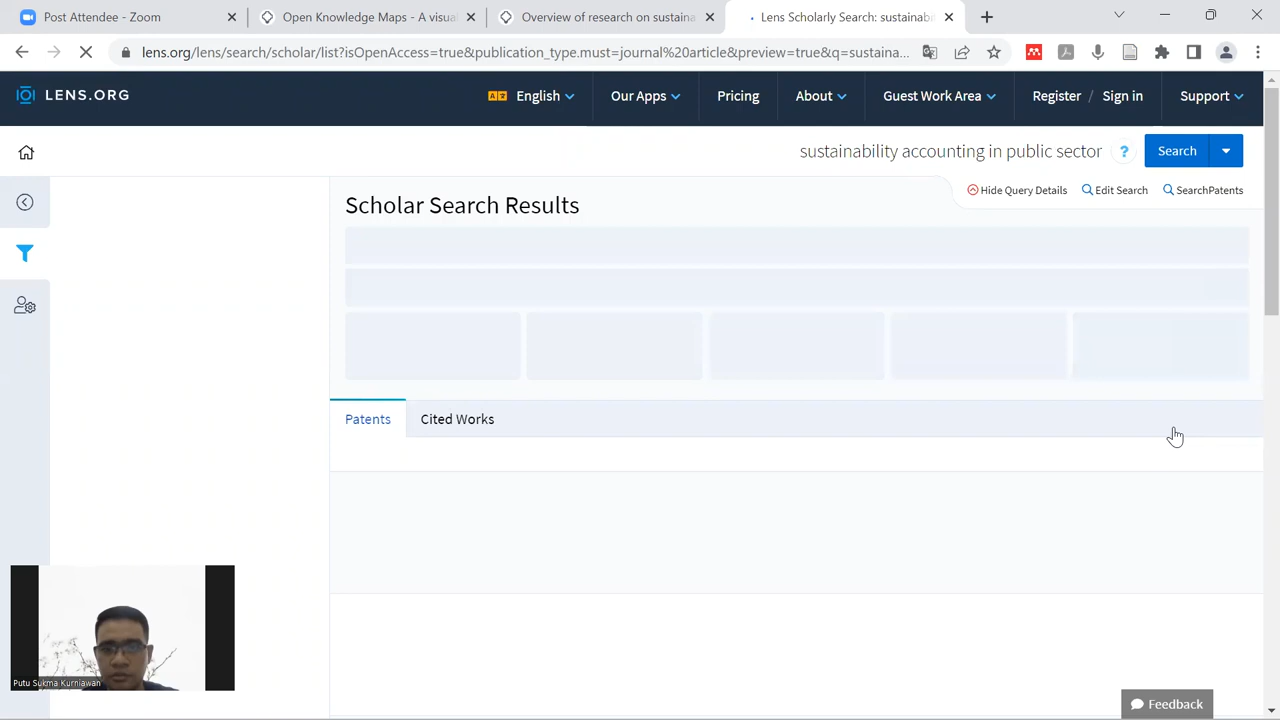 Post Attendee - Zoom
Open Knowledge Maps - A visua
Overview of research on sustaina
Lens Scholarly Search: sustainabi
lens.org/lens/search/scholar/list?isOpenAccess=true&publication_type.must=journal%20article&preview=true&q=sustaina...
LENS.ORG
English
Our Apps
Pricing
About
Guest Work Area
Register / Sign in
Support
sustainability accounting in public sector
?
Search
Hide Query Details
Edit Search
SearchPatents
Scholar Search Results
Patents
Cited Works
Putu Sukma Kurniawan
Feedback